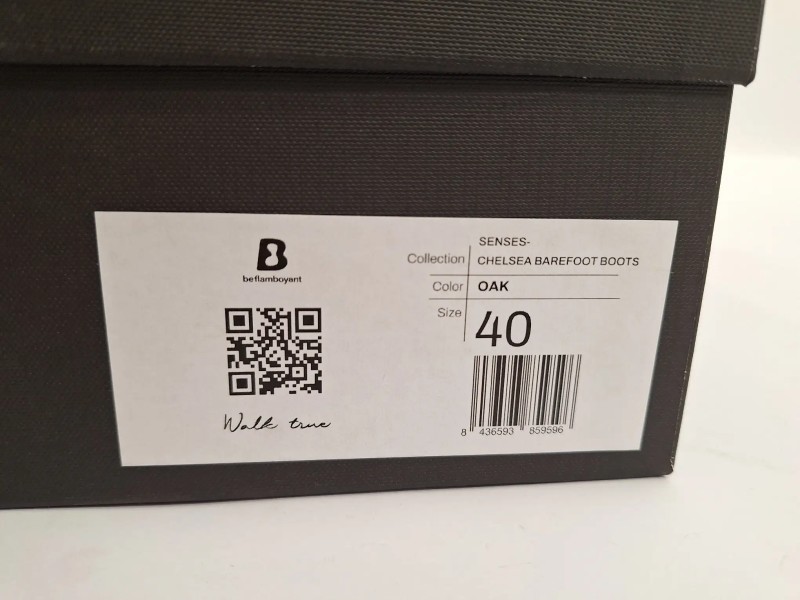 B
beflamboyant
Walk true
SENSES-
Collection CHELSEA BAREFOOT BOOTS
Color OAK
Size 40
8 436593 859596